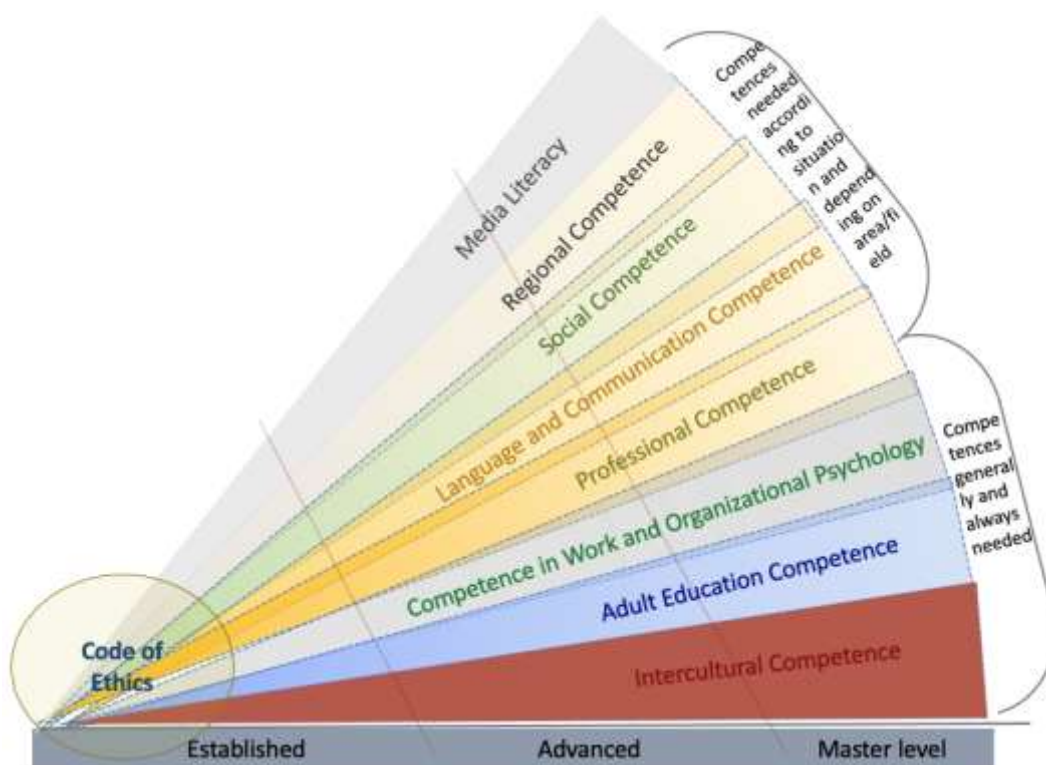 Media Literacy
Regional Competence
Social Competence
Language and Communication Competence
Professional Competence
Competence in Work and Organizational Psychology
Adult Education Competence
Intercultural Competence
Code of
Ethics
Compe
tences
needed
accordi
ng to
situatio
n and
depend
ing on
area/fi
eld
Compe
tences
general
ly and
always
needed
Established
Advanced
Master level